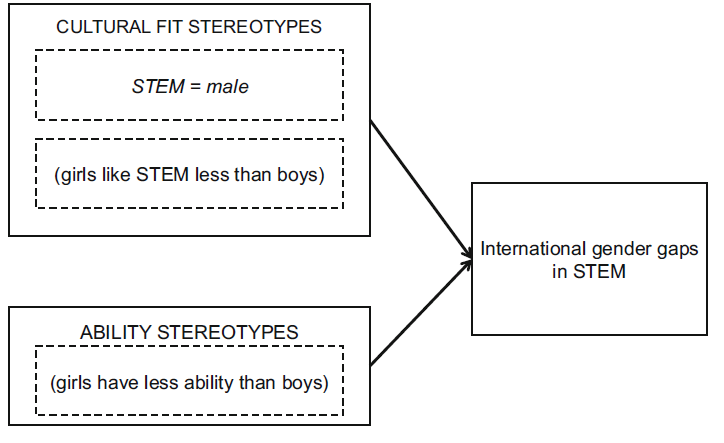 CULTURAL FIT STEREOTYPES
STEM = male
(girls like STEM less than boys)
International gender gaps
in STEM
ABILITY STEREOTYPES
(girls have less ability than boys)